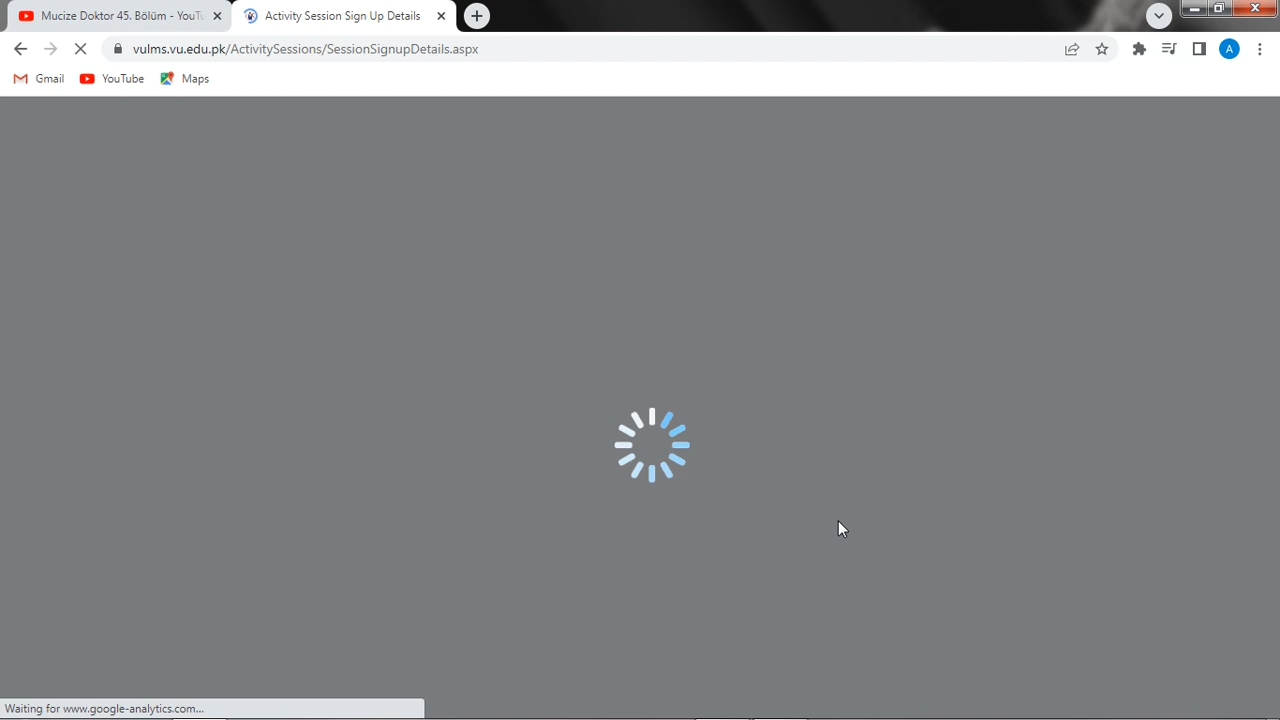 Mucize Doktor 45. Bölüm - YouTu
Activity Session Sign Up Details
vulms.vu.edu.pk/ActivitySessions/SessionSignupDetails.aspx
A
Gmail
YouTube
Maps
Waiting for www.google-analytics.com...